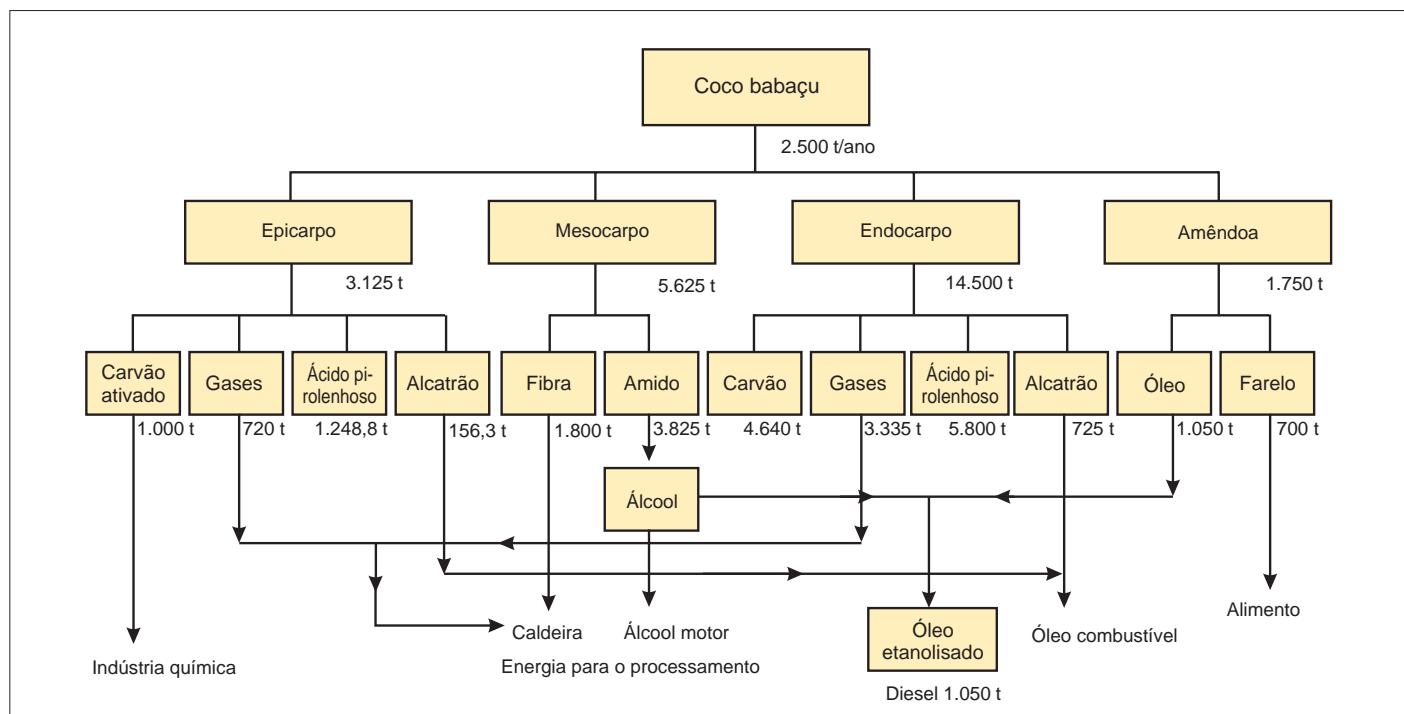 Coco babaçu
2.500 t/ano
Epicarpo
Mesocarpo
Endocarpo
Amêndoa
3.125 t
5.625 t
14.500 t
1.750 t
Carvão
ativado
Gases
Ácido pi-
rolenhoso
Alcatrão
Fibra
Amido
Carvão
Gases
Ácido pi-
rolenhoso
Alcatrão
Óleo
Farelo
1.000 t
720 t
1.248,8 t
156,3 t
1.800 t
3.825 t
4.640 t
3.335 t
5.800 t
725 t
1.050 t
700 t
Álcool
Indústria química
Caldeira
Álcool motor
Energia para o processamento
Óleo
etanolisado
Diesel 1.050 t
Óleo combustível
Alimento